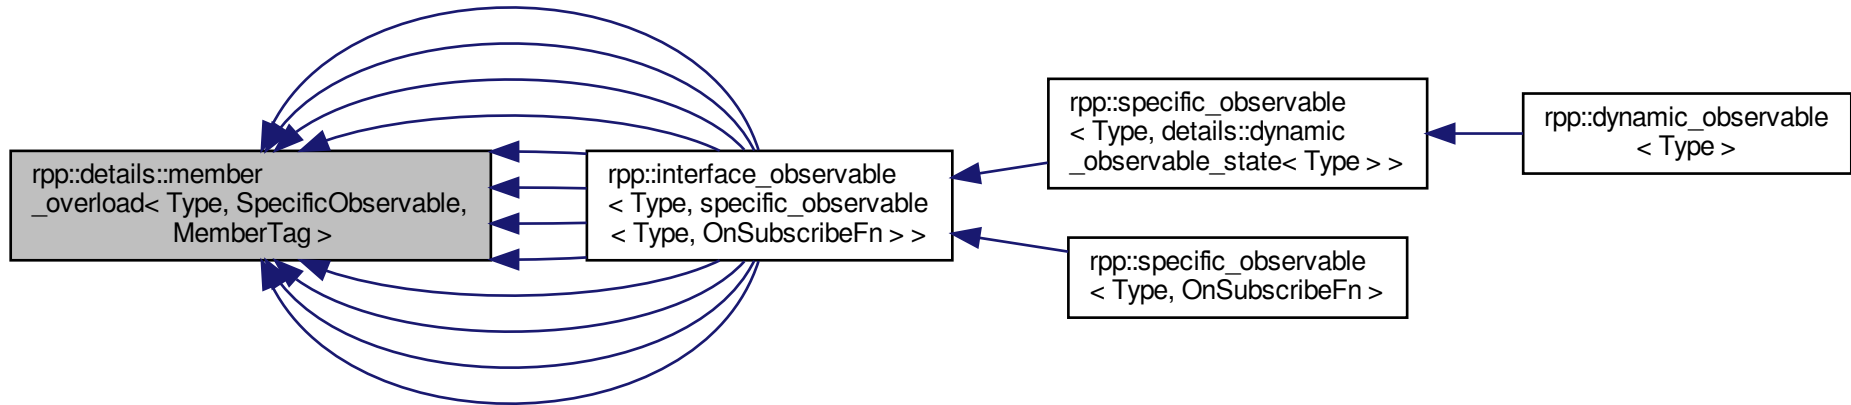 rpp::details::member
_overload< Type, SpecificObservable,
MemberTag >
rpp::interface_observable
< Type, specific_observable
< Type, OnSubscribeFn > >
rpp::specific_observable
< Type, details::dynamic
_observable_state< Type > >
rpp::dynamic_observable
< Type >
rpp::specific_observable
< Type, OnSubscribeFn >